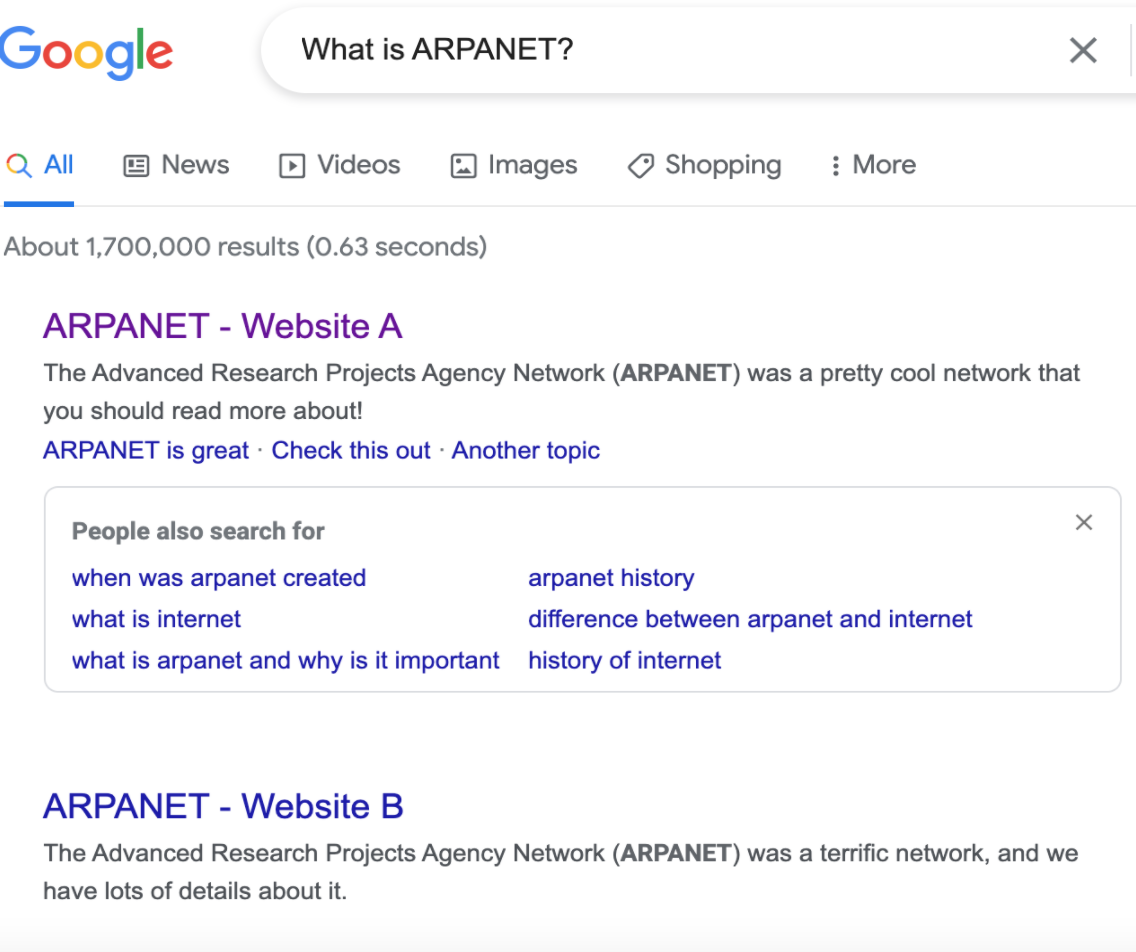 Google
What is ARPANET?
All News Videos Images Shopping More
About 1,700,000 results (0.63 seconds)
ARPANET - Website A
The Advanced Research Projects Agency Network (ARPANET) was a pretty cool network that
you should read more about!
ARPANET is great · Check this out · Another topic
People also search for
when was arpanet created arpanet history
what is internet difference between arpanet and internet
what is arpanet and why is it important history of internet
ARPANET - Website B
The Advanced Research Projects Agency Network (ARPANET) was a terrific network, and we
have lots of details about it.